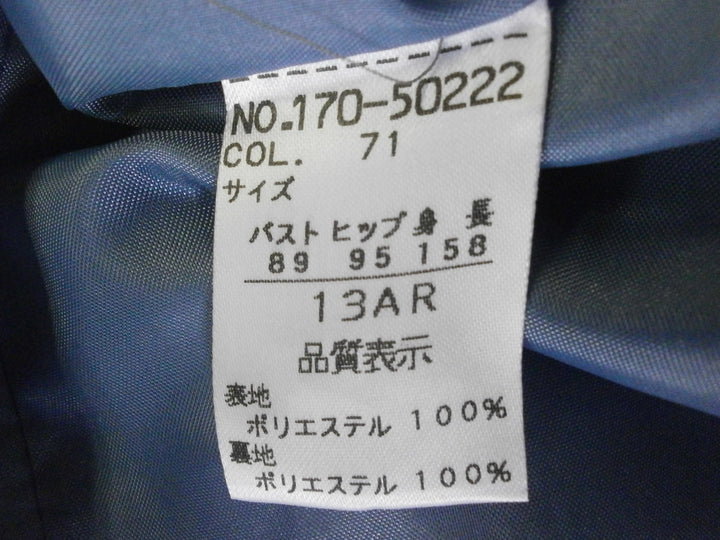 NO.170-50222
COL. 71
サイズ
バスト ヒップ 身長
89 95 158
13AR
品質表示
表地
ポリエステル 100%
裏地
ポリエステル 100%